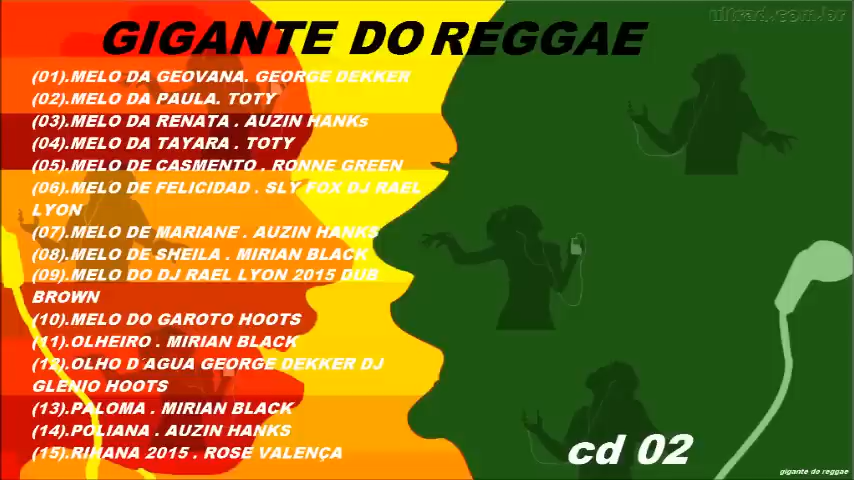 ultrad.com.br
GIGANTE DO REGGAE
(01).MELO DA GEOVANA. GEORGE DEKKER
(02).MELO DA PAULA. TOTY
(03).MELO DA RENATA . AUZIN HANKs
(04).MELO DA TAYARA . TOTY
(05).MELO DE CASMENTO . RONNE GREEN
(06).MELO DE FELICIDAD . SLY FOX DJ RAEL
LYON
(07).MELO DE MARIANE . AUZIN HANKS
(08).MELO DE SHEILA . MIRIAN BLACK
(09).MELO DO DJ RAEL LYON 2015 DUB
BROWN
(10).MELO DO GAROTO HOOTS
(11).OLHEIRO . MIRIAN BLACK
(12).OLHO D´AGUA GEORGE DEKKER DJ
GLENIO HOOTS
(13).PALOMA . MIRIAN BLACK
(14).POLIANA . AUZIN HANKS
(15).RIHANA 2015 . ROSE VALENÇA
cd 02
gigante do reggae